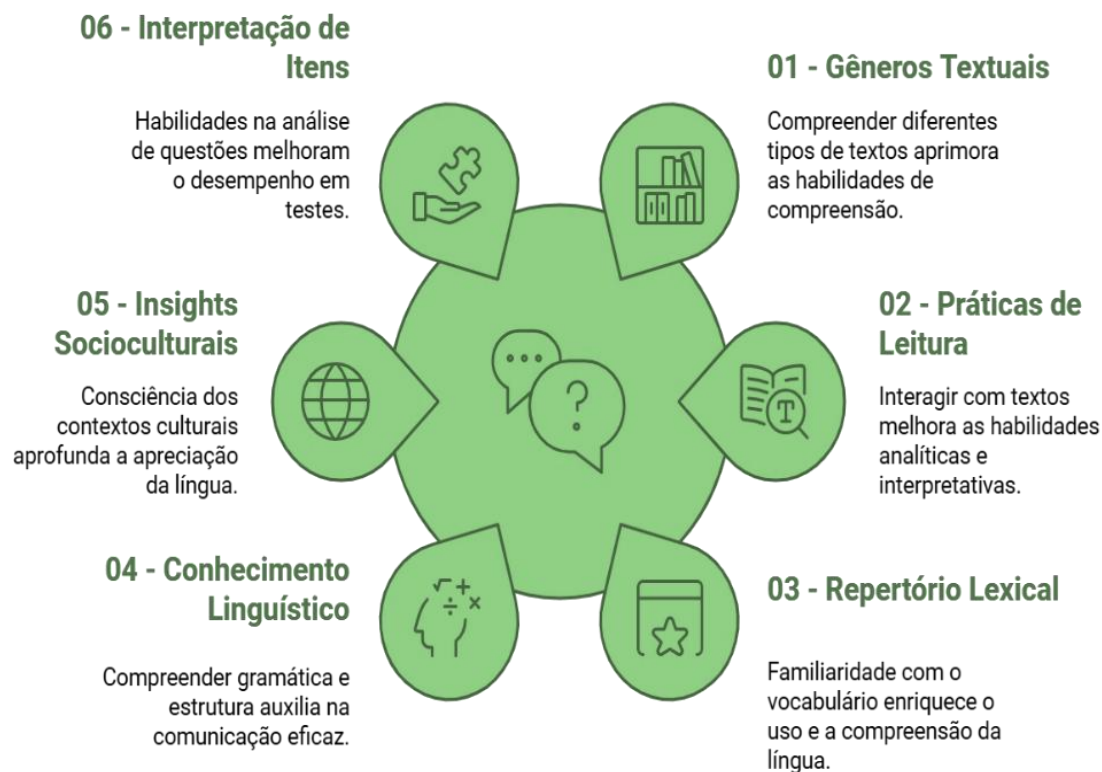 06 - Interpretação de
Itens
Habilidades na análise
de questões melhoram
o desempenho em
testes.
01 - Gêneros Textuais
Compreender diferentes
tipos de textos aprimora
as habilidades de
compreensão.
05 - Insights
Socioculturais
Consciência dos
contextos culturais
aprofunda a apreciação
da língua.
02 - Práticas de
Leitura
Interagir com textos
melhora as habilidades
analíticas e
interpretativas.
04 - Conhecimento
Linguístico
Compreender gramática e
estrutura auxilia na
comunicação eficaz.
03 - Repertório Lexical
Familiaridade com o
vocabulário enriquece o
uso e a compreensão da
língua.